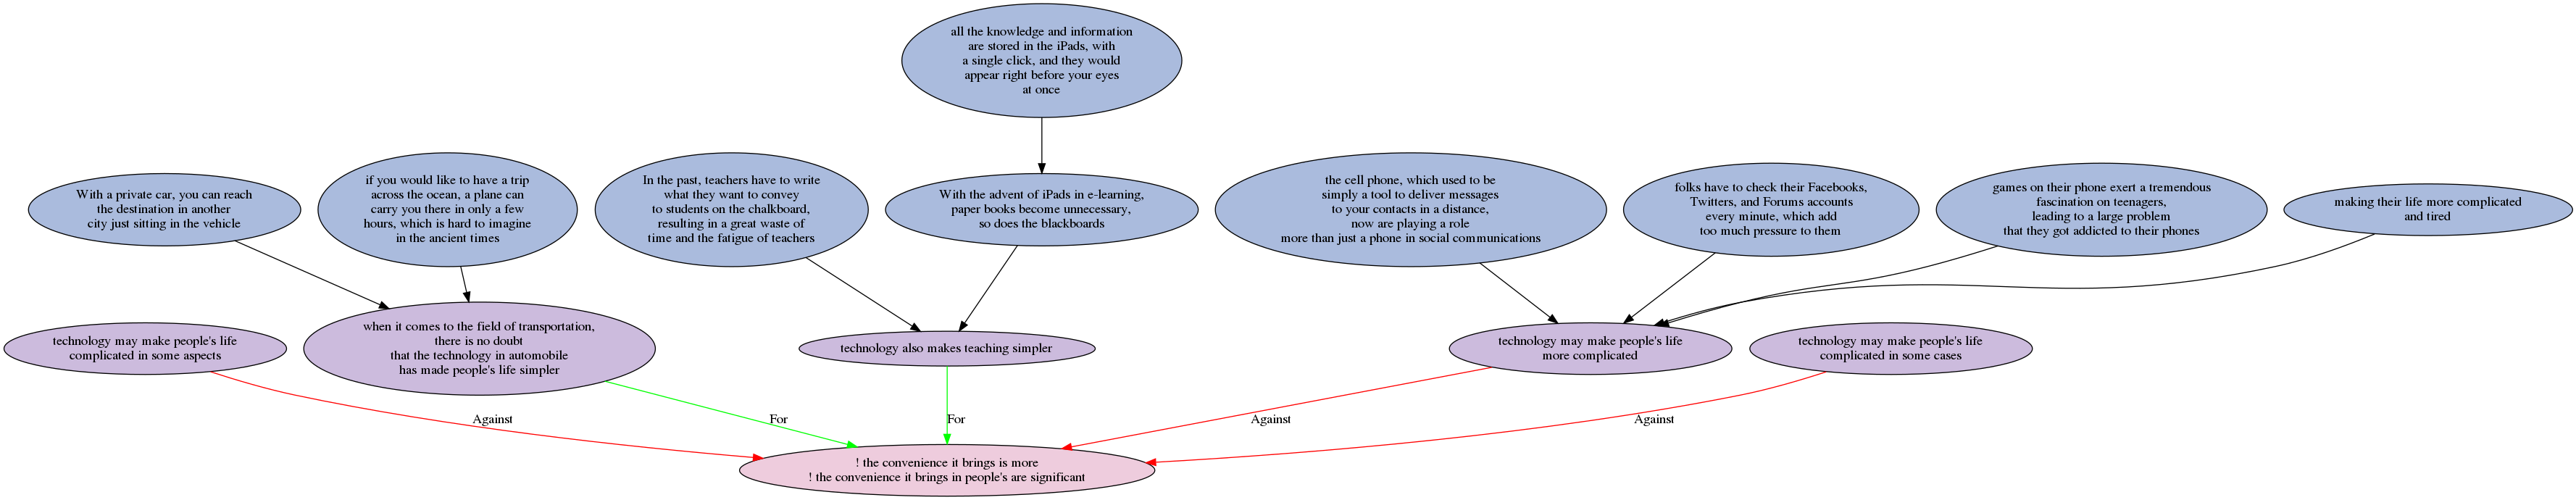 all the knowledge and information
are stored in the iPads, with
a single click, and they would
appear right before your eyes
at once
With a private car, you can reach
the destination in another
city just sitting in the vehicle
if you would like to have a trip
across the ocean, a plane can
carry you there in only a few
hours, which is hard to imagine
in the ancient times
In the past, teachers have to write
what they want to convey
to students on the chalkboard,
resulting in a great waste of
time and the fatigue of teachers
With the advent of iPads in e-learning,
paper books become unnecessary,
so does the blackboards
the cell phone, which used to be
simply a tool to deliver messages
to your contacts in a distance,
now are playing a role
more than just a phone in social communications
folks have to check their Facebooks,
Twitters, and Forums accounts
every minute, which add
too much pressure to them
games on their phone exert a tremendous
fascination on teenagers,
leading to a large problem
that they got addicted to their phones
making their life more complicated
and tired
technology may make people's life
complicated in some aspects
when it comes to the field of transportation,
there is no doubt
that the technology in automobile
has made people's life simpler
technology also makes teaching simpler
technology may make people's life
more complicated
technology may make people's life
complicated in some cases
Against
For
For
Against
Against
! the convenience it brings is more
! the convenience it brings in people's are significant